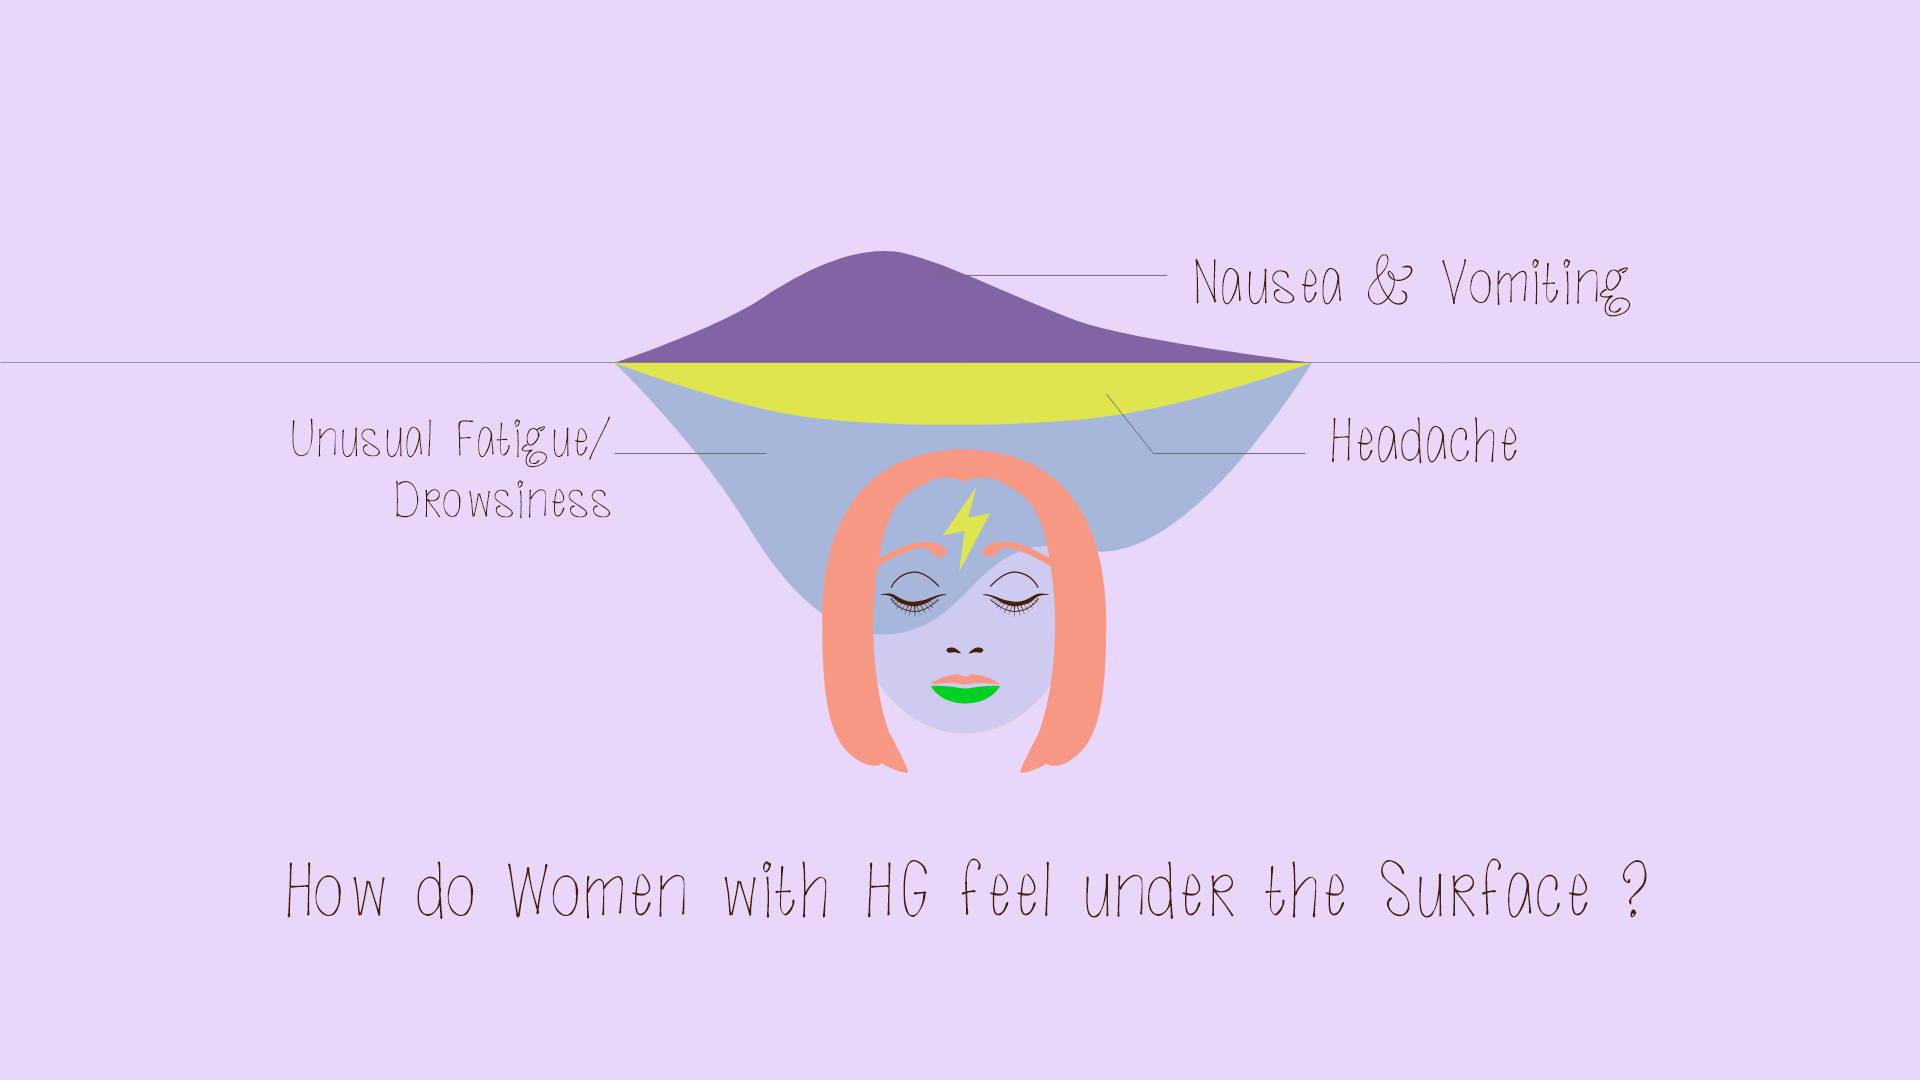 Nausea & Vomiting
Unusual Fatigue/
Drowsiness
Headache
How do Women with HG feel under the Surface ?